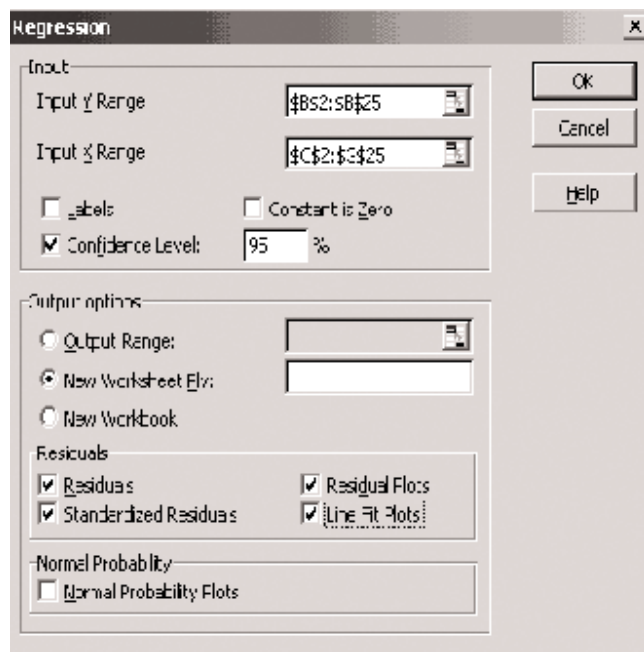 Regression
Input
Input Y Range
$B$2:$B$25
Input X Range
$C$2:$G$25
Labels
Constant is Zero
Confidence Level:
95
%
OK
Cancel
Help
Output options
Output Range:
New Worksheet Ply:
New Workbook
Residuals
Residuals
Residual Plots
Standardized Residuals
Line Fit Plots
Normal Probability
Normal Probability Plots